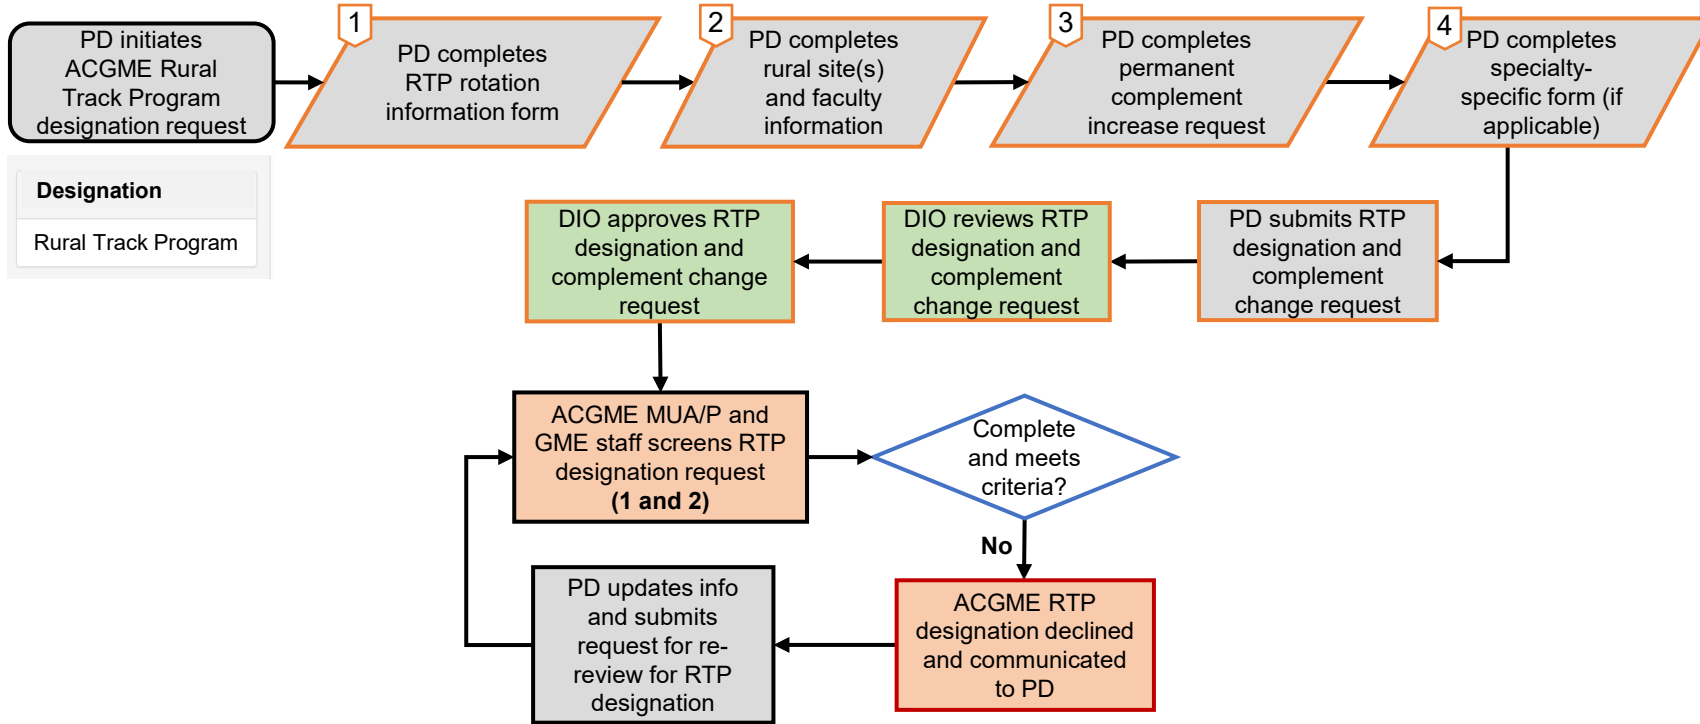 PD initiates
ACGME Rural
Track Program
designation request
1
PD completes
RTP rotation
information form
2
PD completes
rural site(s)
and faculty
information
3
PD completes
permanent
complement
increase request
4
PD completes
specialty-
specific form (if
applicable)
Designation
Rural Track Program
DIO approves RTP
designation and
complement change
request
DIO reviews RTP
designation and
complement
change request
PD submits RTP
designation and
complement
change request
ACGME MUA/P and
GME staff screens RTP
designation request
(1 and 2)
Complete
and meets
criteria?
No
PD updates info
and submits
request for re-
review for RTP
designation
ACGME RTP
designation declined
and communicated
to PD